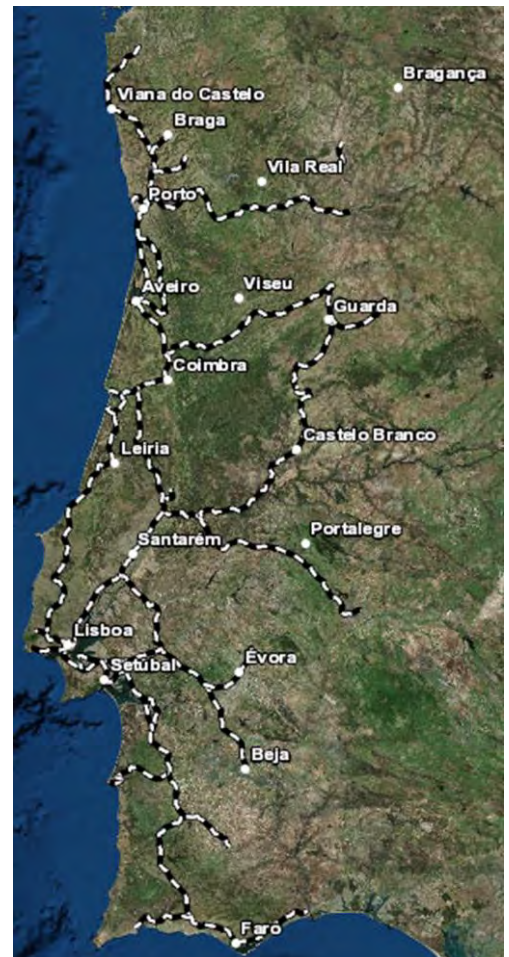 Bragança
Viana do Castelo
Braga
Vila Real
Porto
Aveiro
Viseu
Guarda
Coimbra
Castelo Branco
Leiria
Portalegre
Santarém
Lisboa
Évora
Setúbal
Beja
Faro